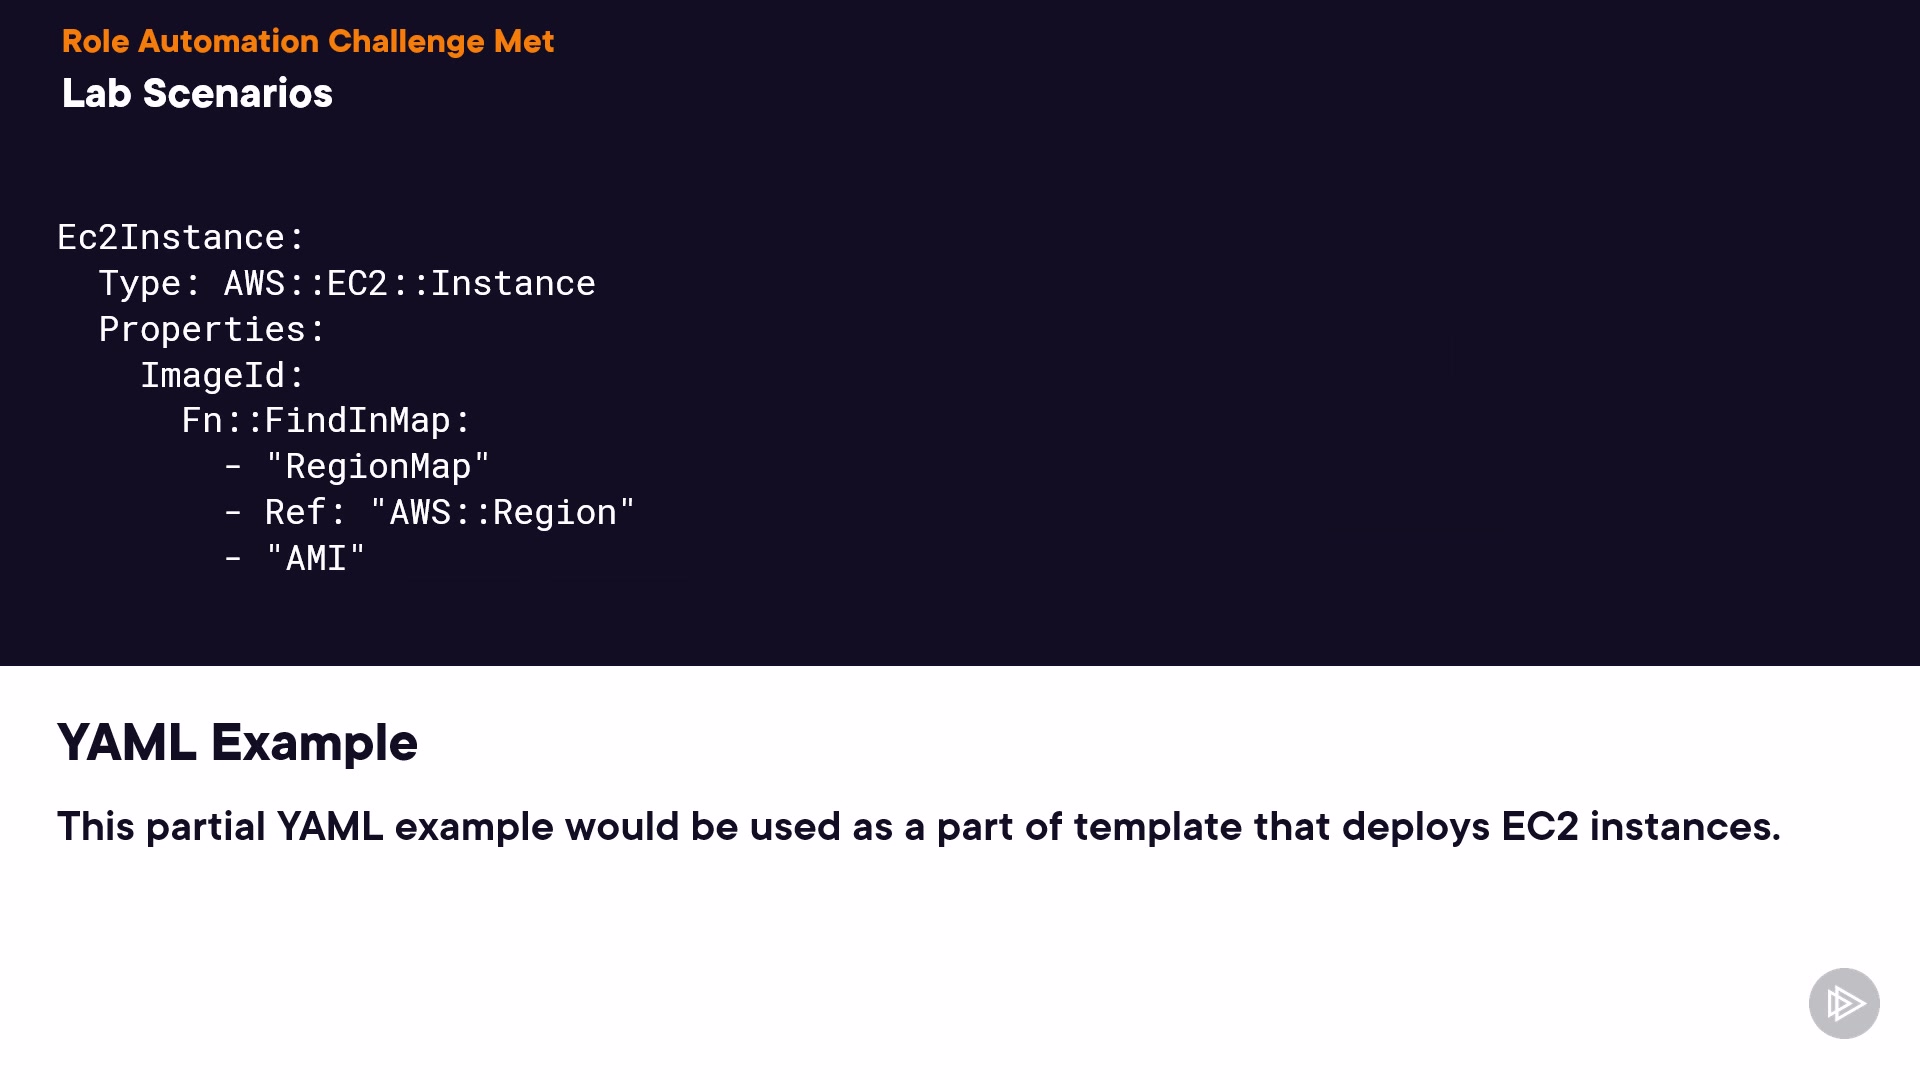 Role Automation Challenge Met
Lab Scenarios
Ec2Instance:
  Type: AWS::EC2::Instance
  Properties:
    ImageId:
      Fn::FindInMap:
        - "RegionMap"
        - Ref: "AWS::Region"
        - "AMI"
YAML Example
This partial YAML example would be used as a part of template that deploys EC2 instances.